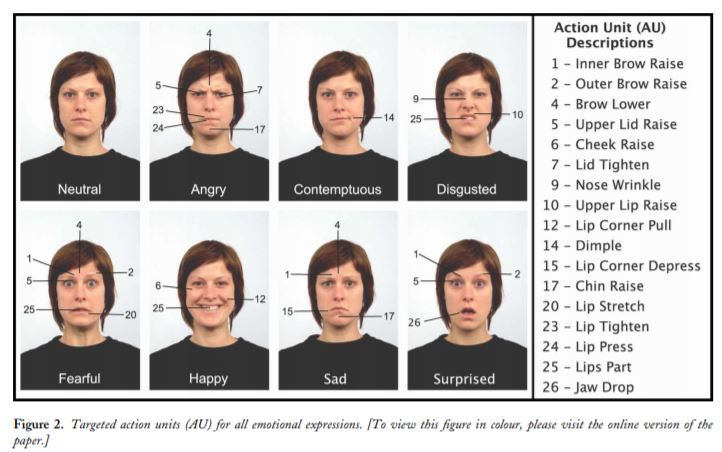 4
5
7
23
24
17
14
9
25
10
Neutral
Angry
Contemptuous
Disgusted
4
1
2
5
25
20
6
12
25
4
1
15
17
1
2
5
26
Fearful
Happy
Sad
Surprised
Action Unit (AU)
Descriptions
1 – Inner Brow Raise
2 – Outer Brow Raise
4 – Brow Lower
5 – Upper Lid Raise
6 – Cheek Raise
7 – Lid Tighten
9 – Nose Wrinkle
10 – Upper Lip Raise
12 – Lip Corner Pull
14 – Dimple
15 – Lip Corner Depress
17 – Chin Raise
20 – Lip Stretch
23 – Lip Tighten
24 – Lip Press
25 – Lips Part
26 – Jaw Drop
Figure 2. Targeted action units (AU) for all emotional expressions. [To view this figure in colour, please visit the online version of the
paper.]